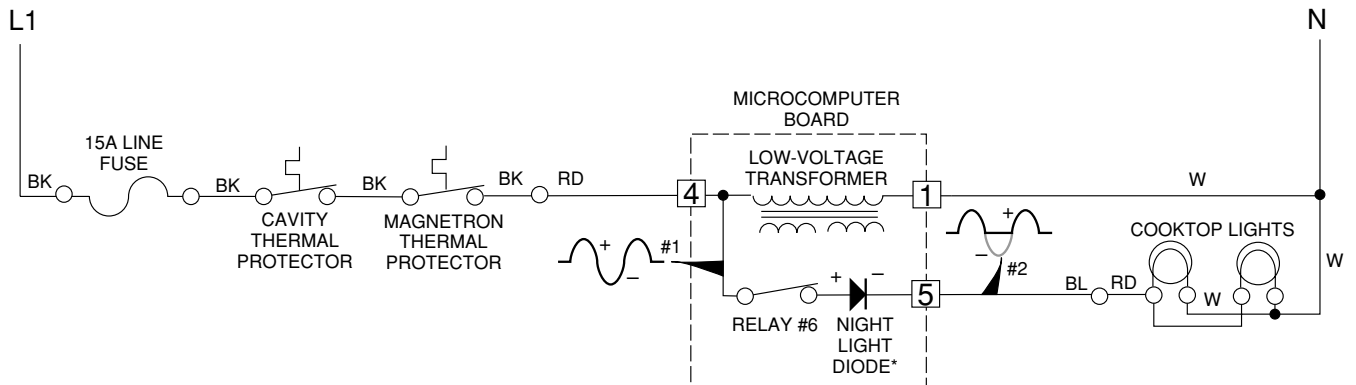 L1
N
MICROCOMPUTER
BOARD
15A LINE
FUSE
LOW-VOLTAGE
TRANSFORMER
BK
BK
BK
BK
RD
4
1
W
CAVITY
THERMAL
PROTECTOR
MAGNETRON
THERMAL
PROTECTOR
+
–
#1
+
–
#2
COOKTOP LIGHTS
W
+
–
5
BL
RD
W
RELAY #6
NIGHT
LIGHT
DIODE*